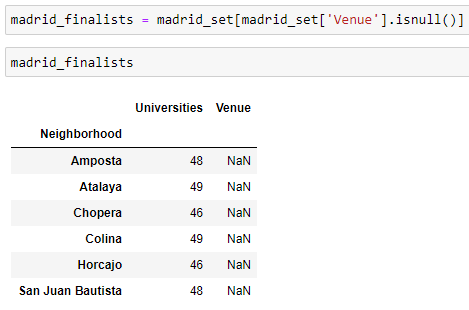 madrid_finalists = madrid_set[madrid_set['Venue'].isnull()]
madrid_finalists
Universities Venue
Neighborhood
Amposta 48 NaN
Atalaya 49 NaN
Chopera 46 NaN
Colina 49 NaN
Horcajo 46 NaN
San Juan Bautista 48 NaN